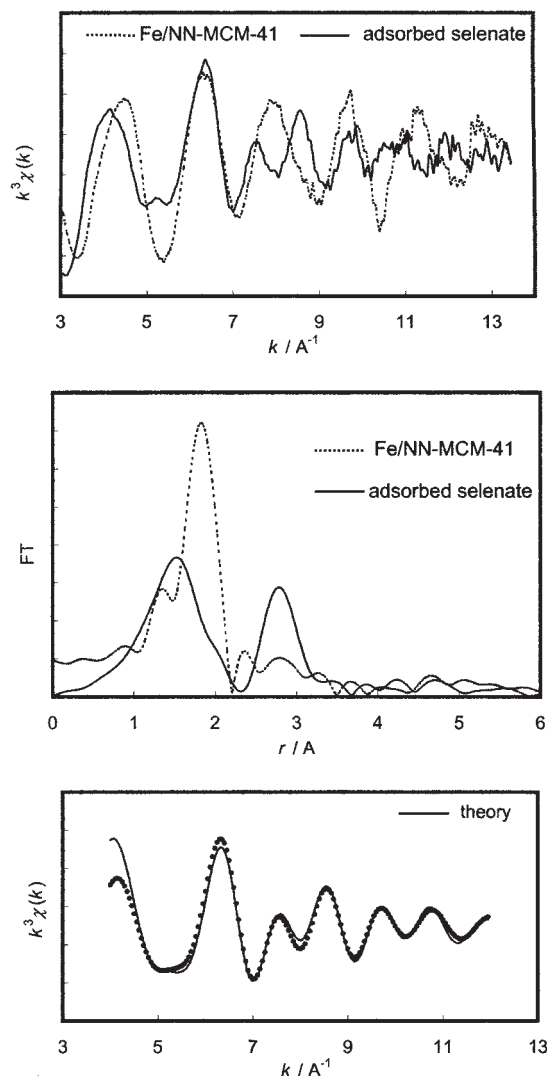 Fe/NN-MCM-41 adsorbed selenate
k³χ(k)
3 5 7 9 11 13
k / A⁻¹
Fe/NN-MCM-41
adsorbed selenate
FT
0 1 2 3 4 5 6
r / A
theory
k³χ(k)
3 5 7 9 11 13
k / A⁻¹